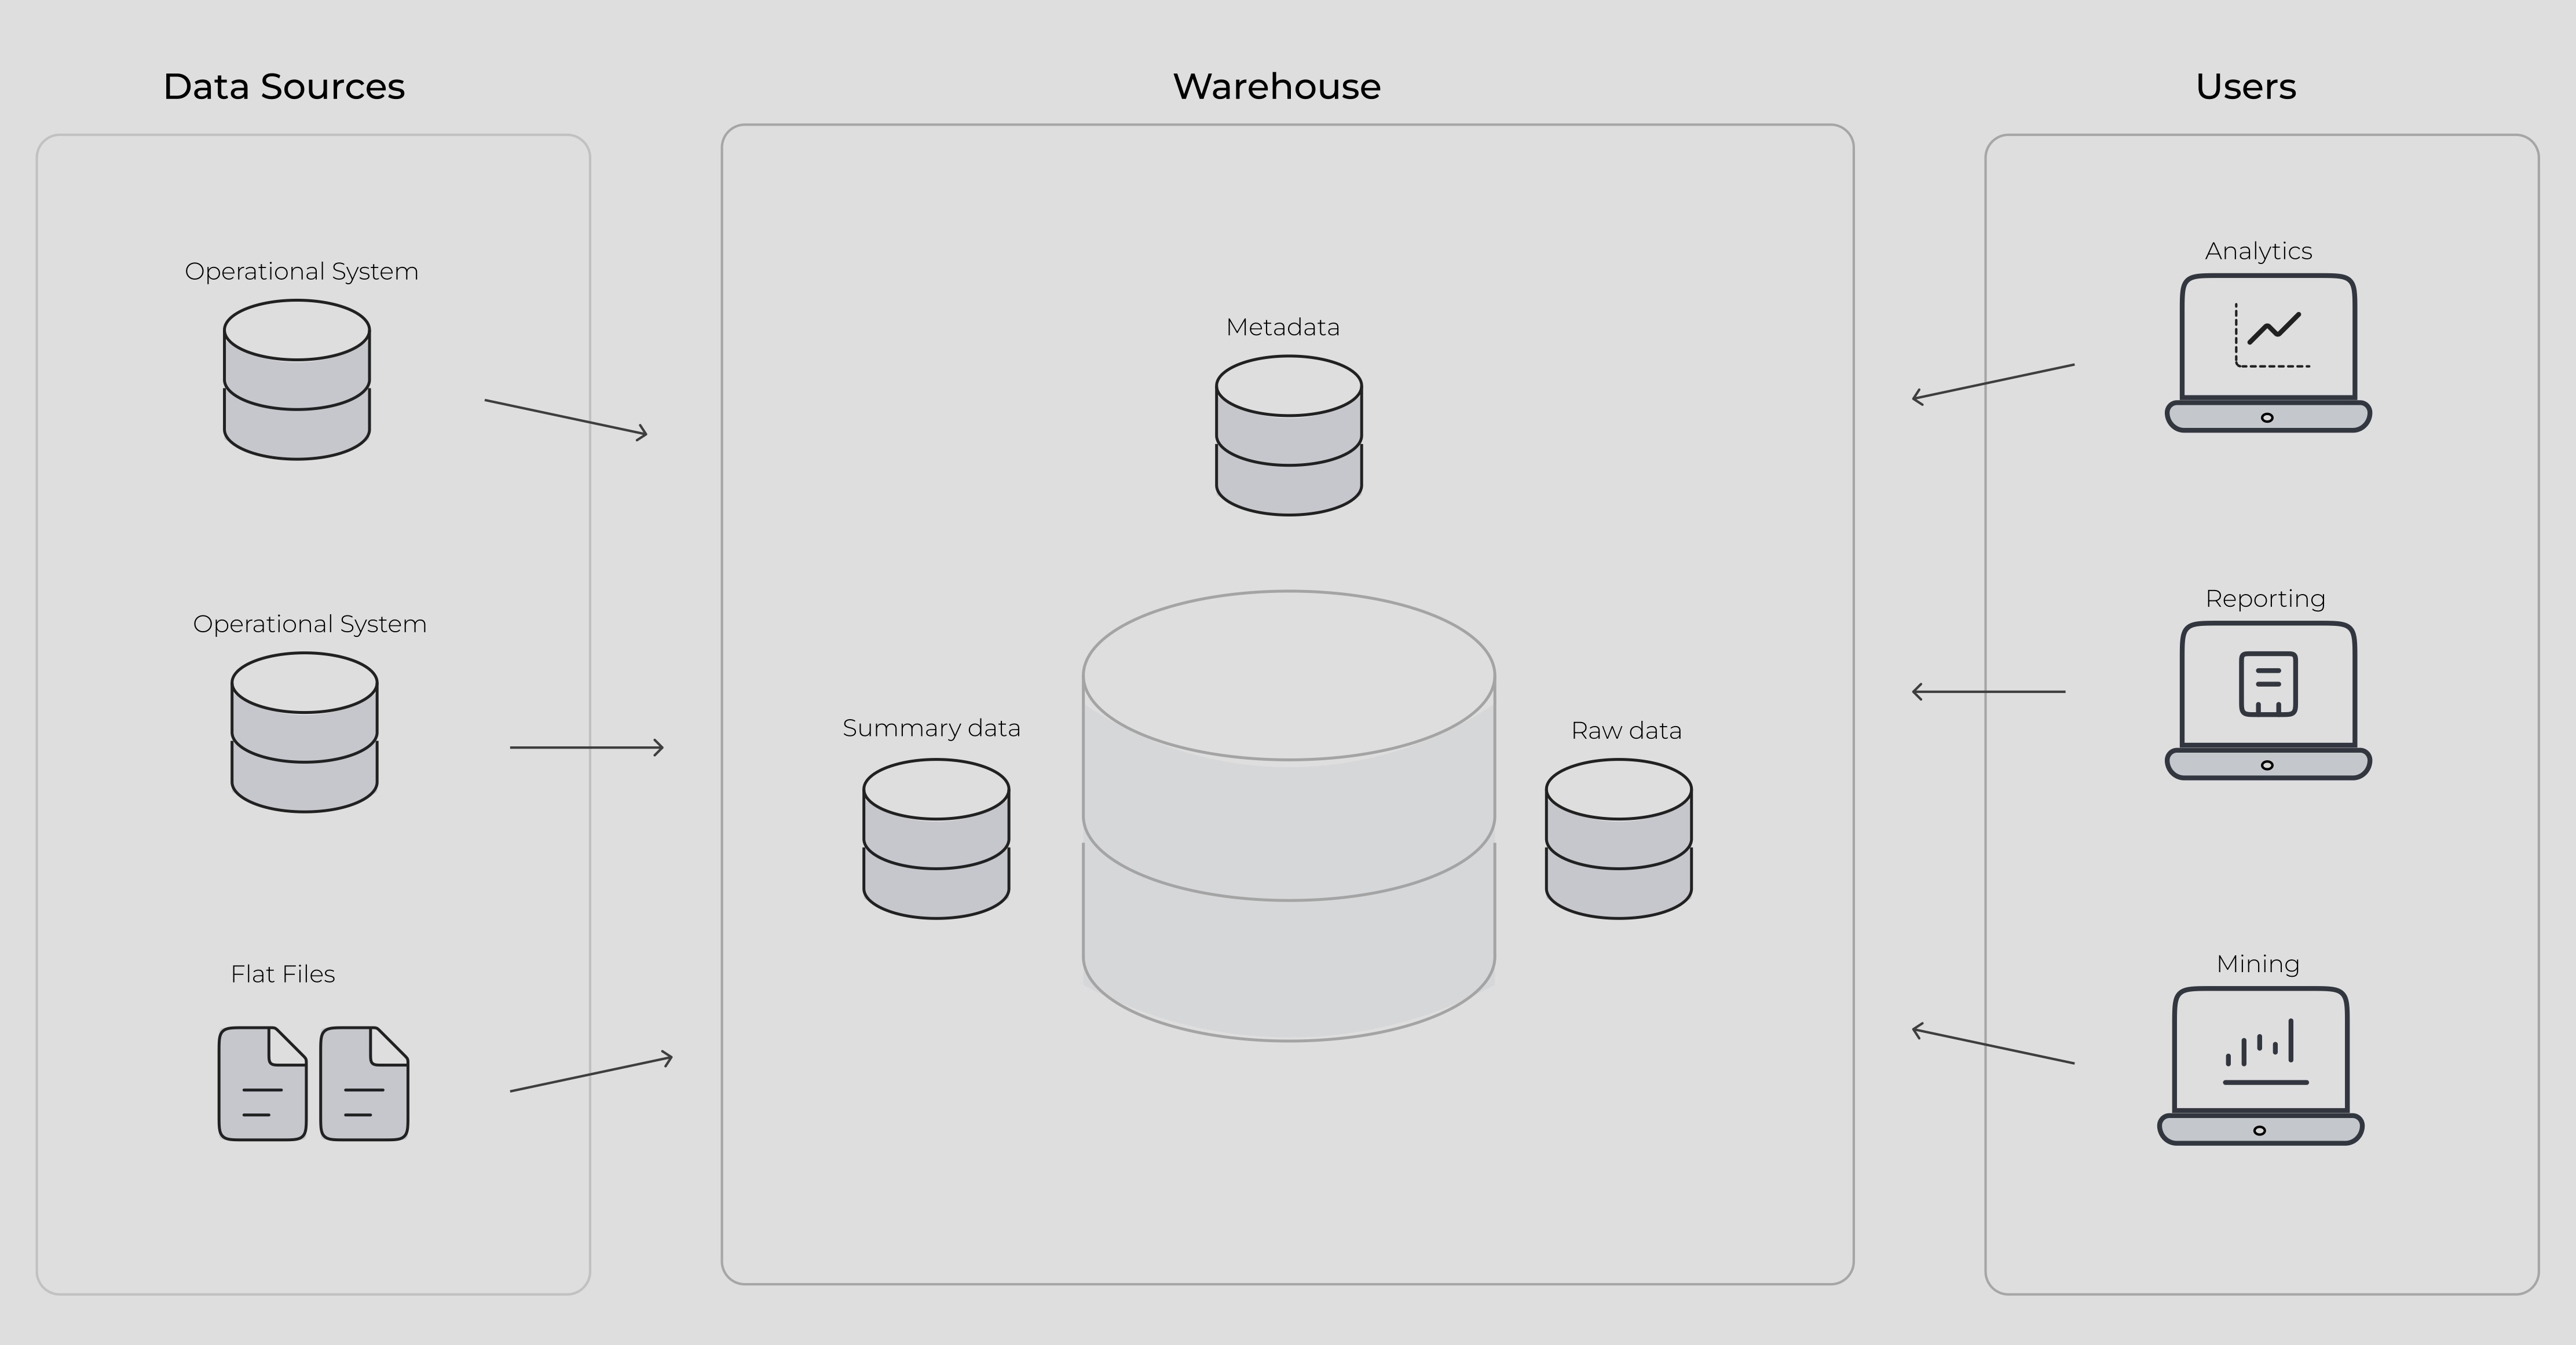 Data Sources
Warehouse
Users
Operational System
Operational System
Flat Files
Metadata
Summary data
Raw data
Analytics
Reporting
Mining